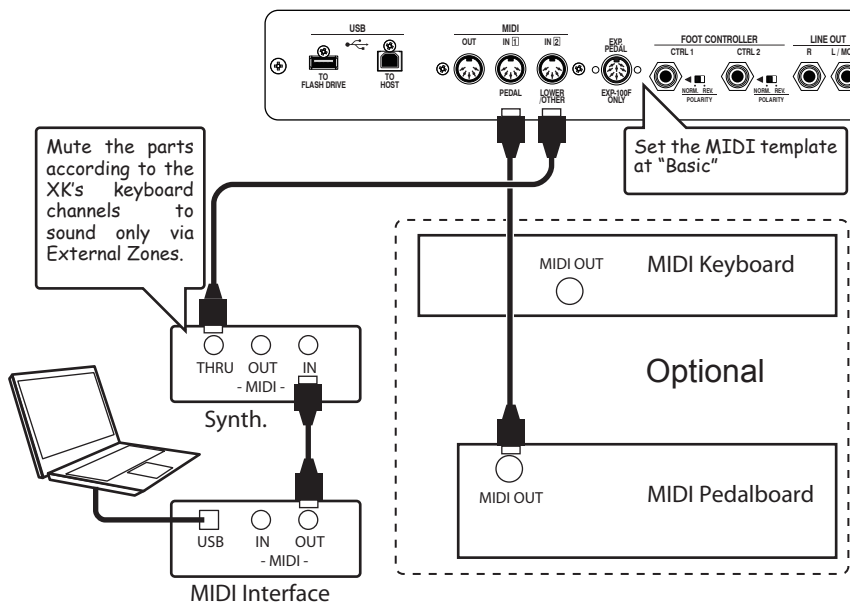 USB
MIDI
OUT
IN 1
IN 2
EXP. PEDAL
FOOT CONTROLLER
CTRL 1
CTRL 2
LINE OUT
R
L / MO
TO FLASH DRIVE
TO HOST
PEDAL
LOWER /OTHER
EXP-100F ONLY
NORM. REV.
POLARITY
NORM. REV.
POLARITY
Mute the parts
according to the
XK's keyboard
channels to
sound only via
External Zones.
Set the MIDI template
at "Basic"
MIDI OUT
MIDI Keyboard
Optional
MIDI OUT
MIDI Pedalboard
THRU
OUT
IN
- MIDI -
Synth.
USB
IN
OUT
- MIDI -
MIDI Interface